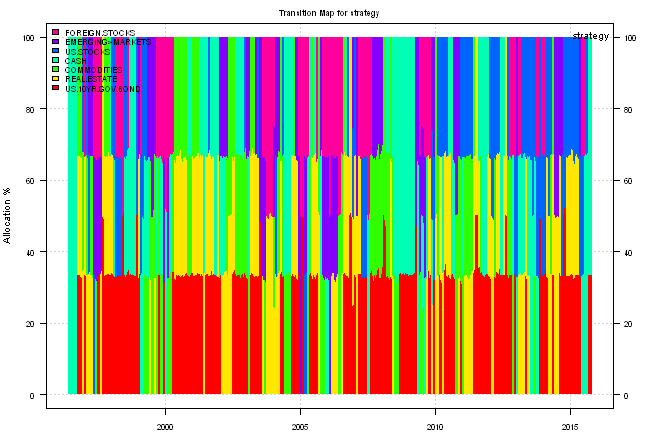 Transition Map for strategy
strategy
FOREIGN.STOCKS
EMERGING>MARKETS
US.STOCKS
CASH
COMMODITIES
REAL.ESTATE
US.10YR.GOV.BOND
Allocation %
100
80
60
40
20
0
100
80
60
40
20
0
2000
2005
2010
2015